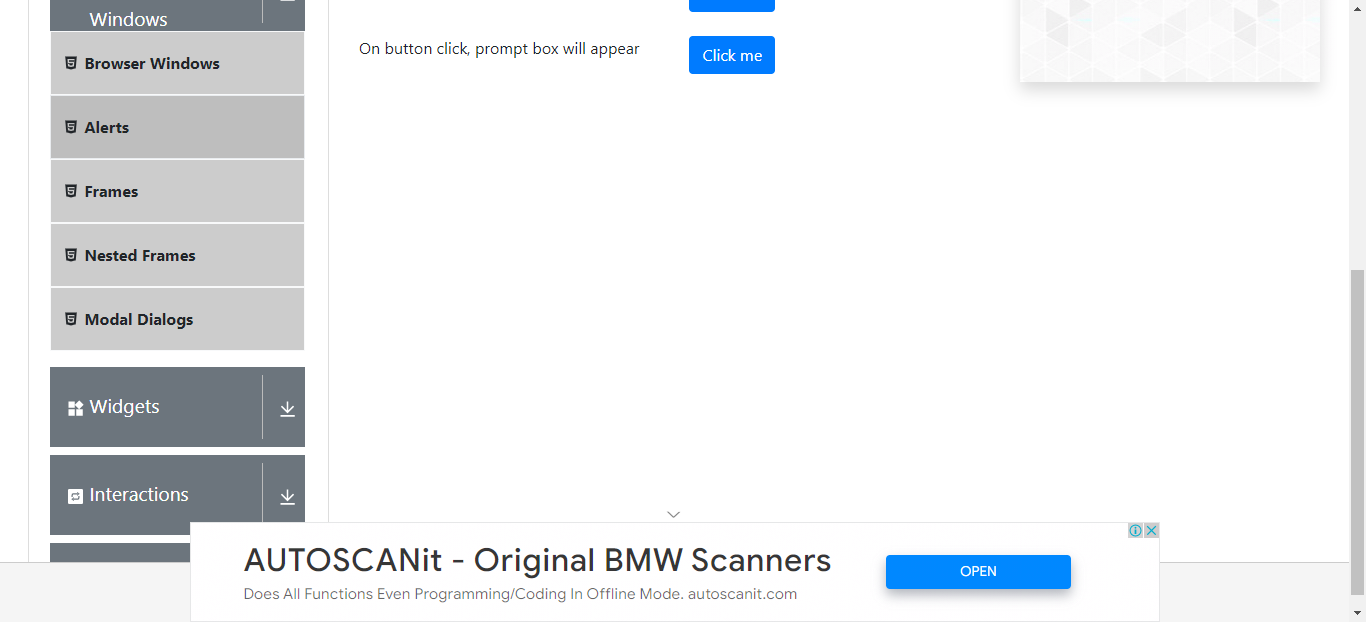 Windows
Browser Windows
Alerts
Frames
Nested Frames
Modal Dialogs
Widgets
Interactions
On button click, prompt box will appear
Click me
AUTOSCANit - Original BMW Scanners
Does All Functions Even Programming/Coding In Offline Mode. autoscanit.com
OPEN